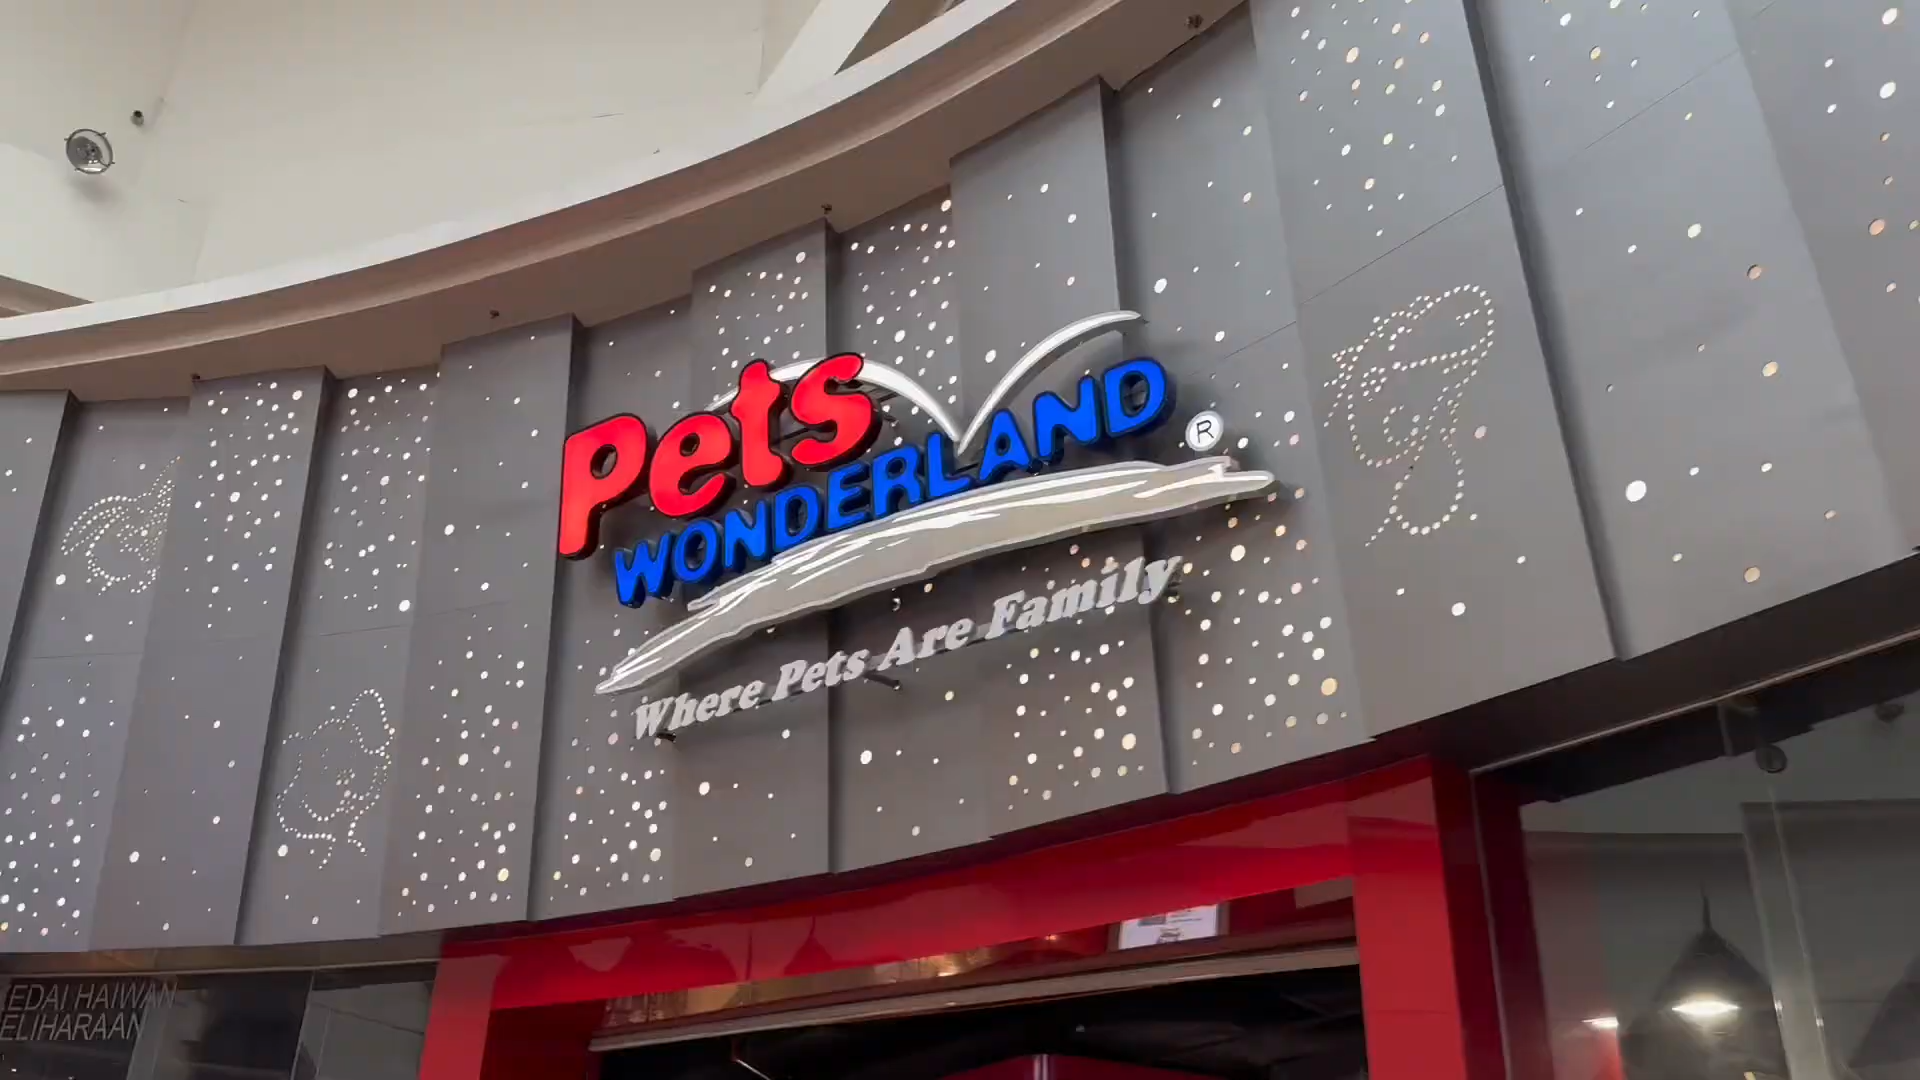 Pets
WONDERLAND
®
Where Pets Are Family
EDAI HAIWAN
ELIHARAAN